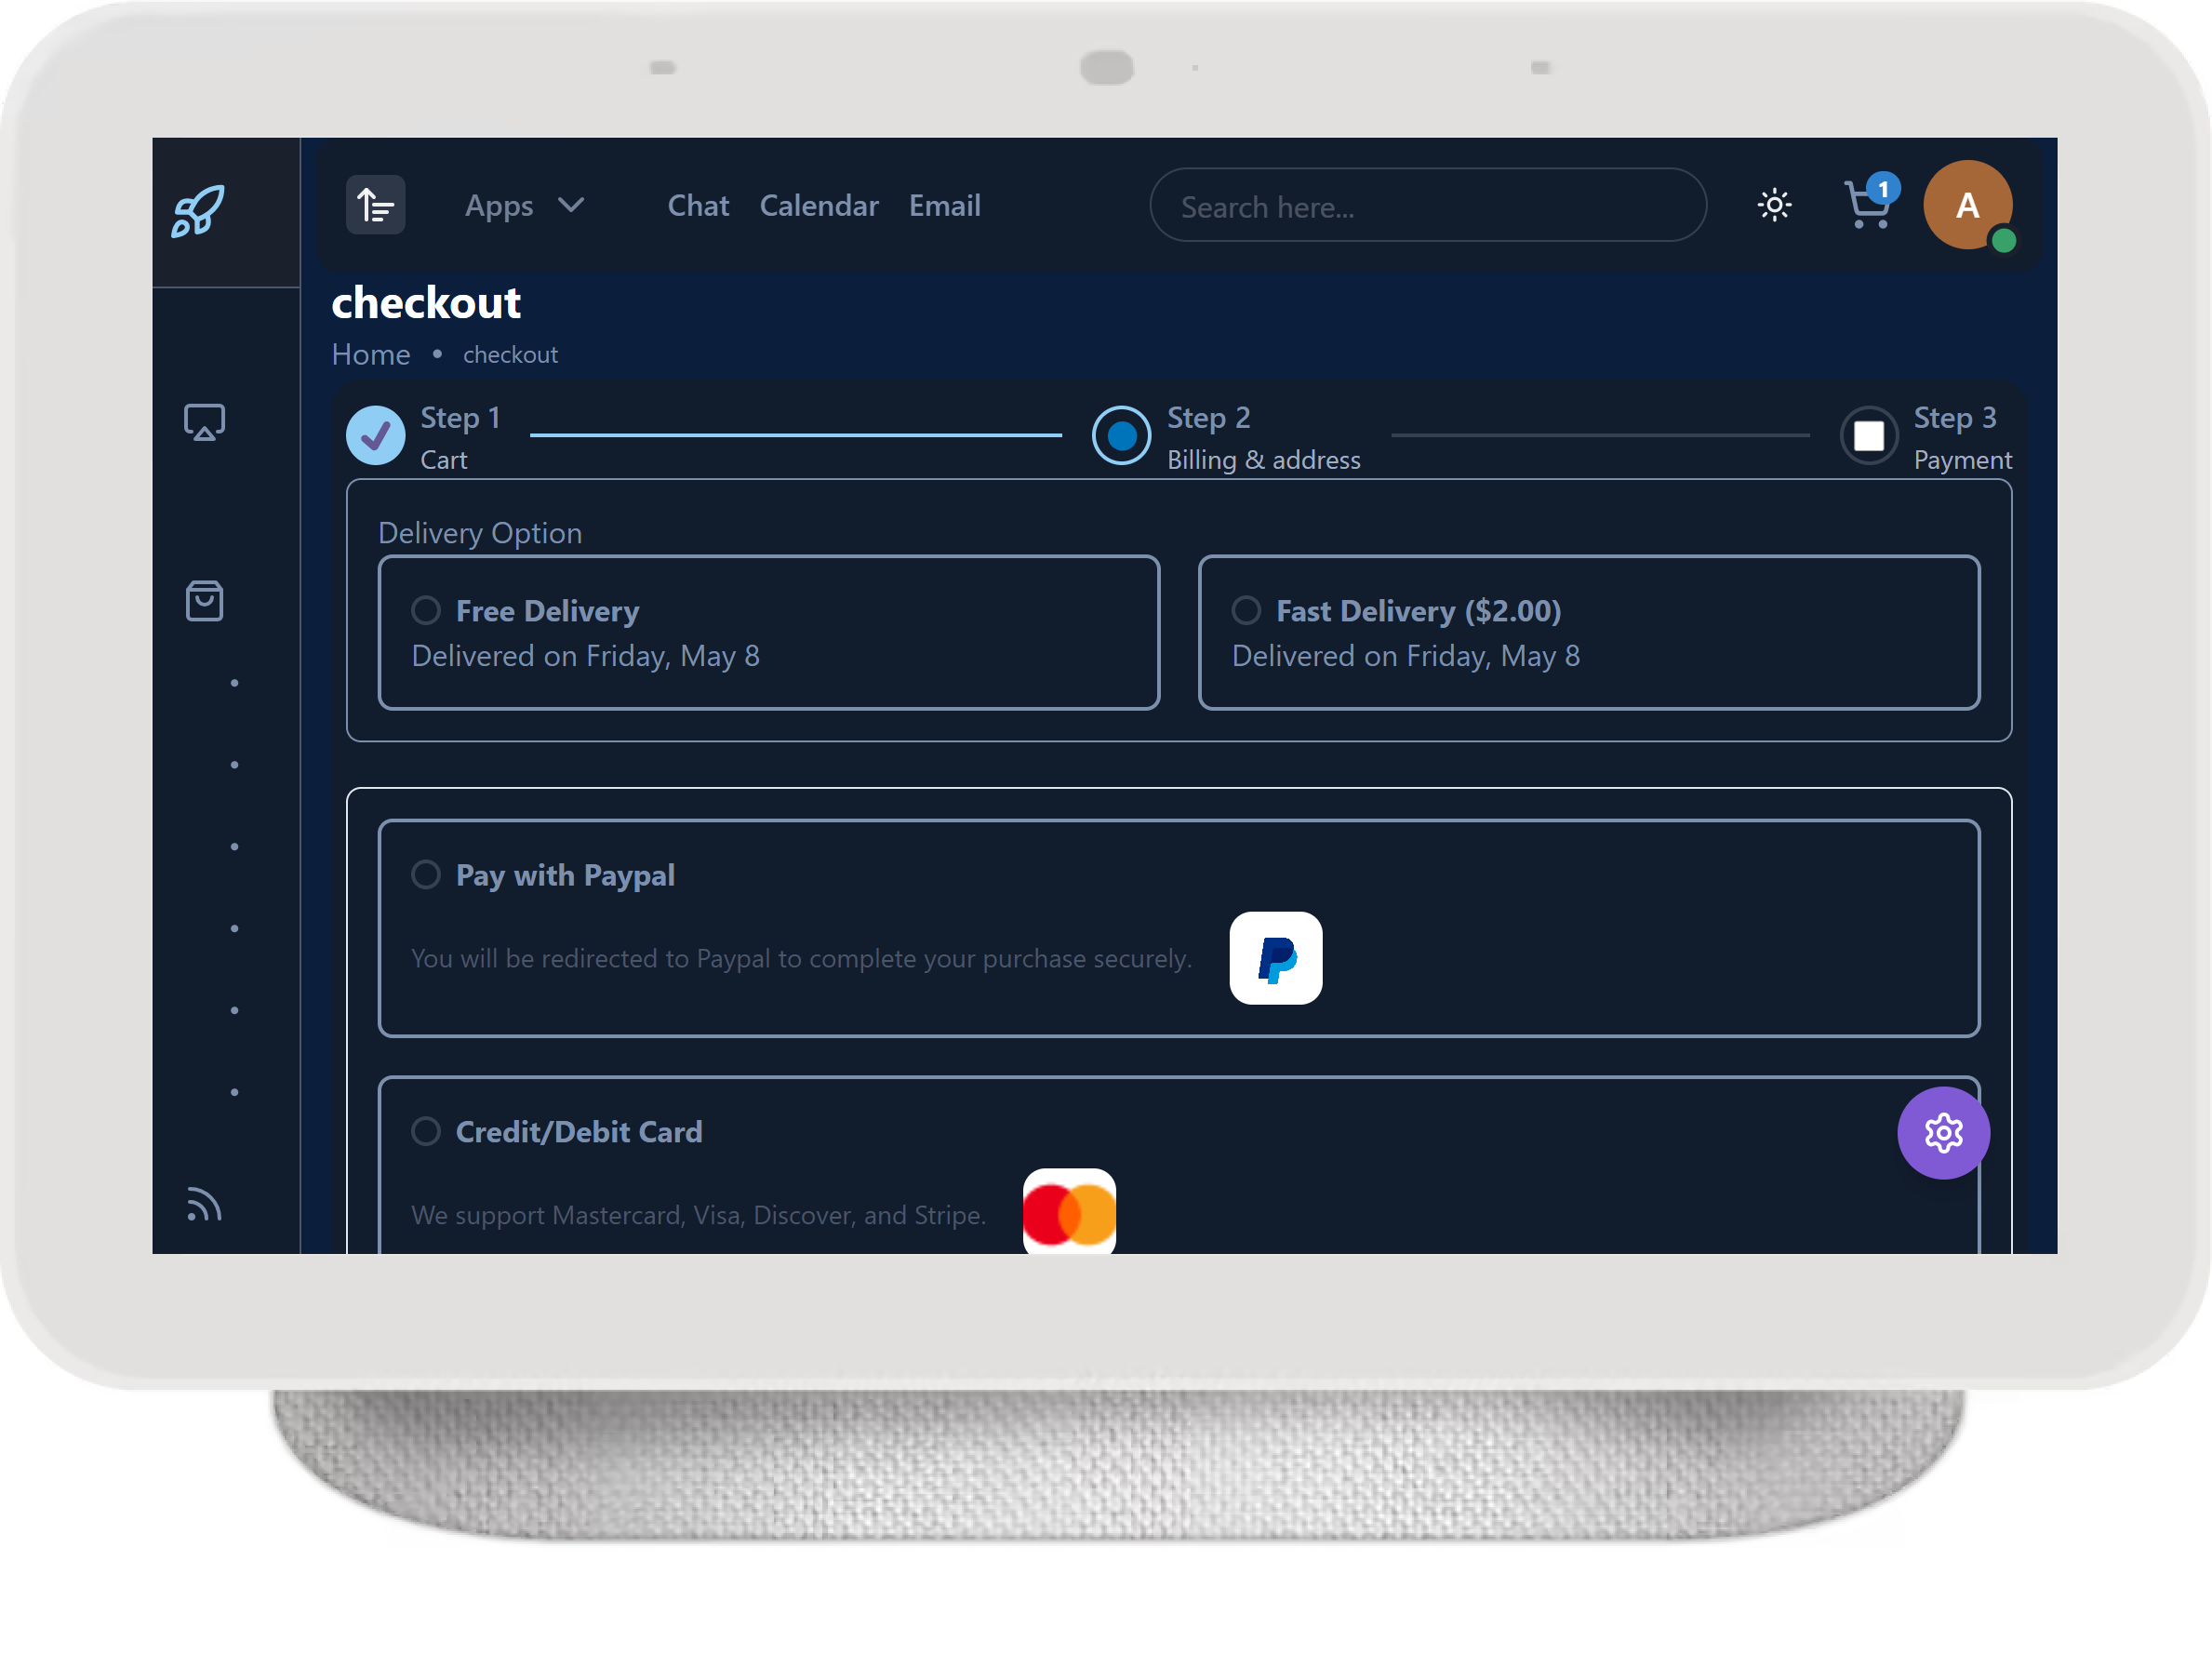 Apps Chat Calendar Email Search here... 1 A
checkout
Home • checkout
Step 1
Cart
Step 2
Billing & address
Step 3
Payment
Delivery Option
Free Delivery
Delivered on Friday, May 8
Fast Delivery ($2.00)
Delivered on Friday, May 8
Pay with Paypal
You will be redirected to Paypal to complete your purchase securely.
Credit/Debit Card
We support Mastercard, Visa, Discover, and Stripe.